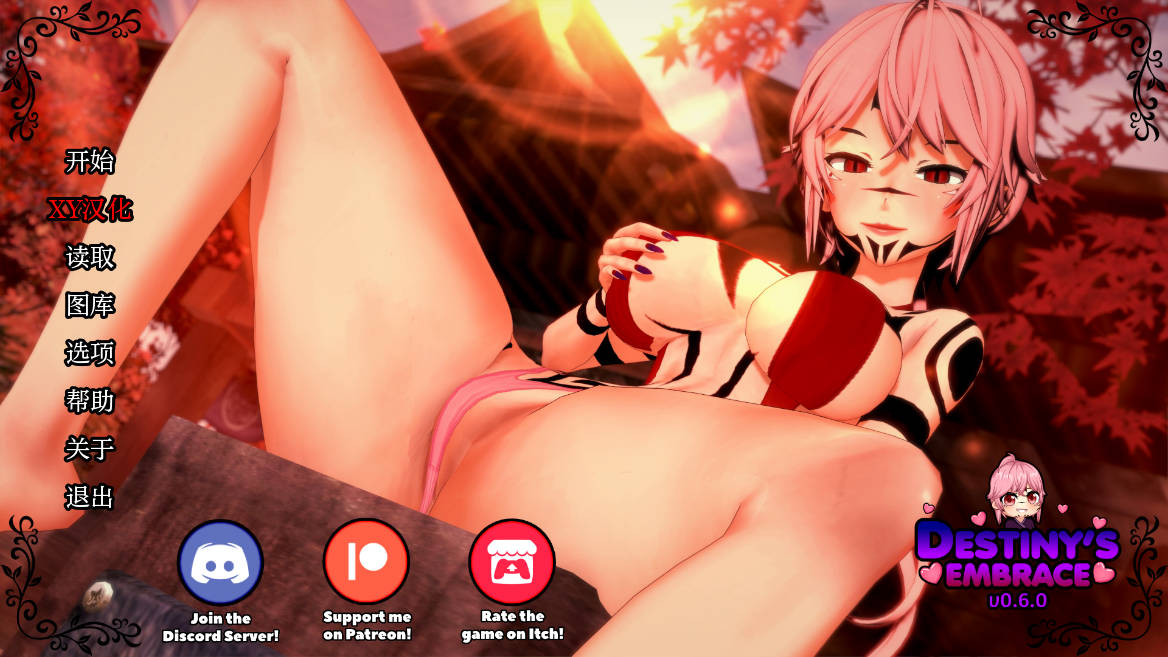 开始
XY汉化
读取
图库
选项
帮助
关于
退出
Join the
Discord Server!
Support me
on Patreon!
Rate the
game on Itch!
DESTINY'S
EMBRACE
v0.6.0